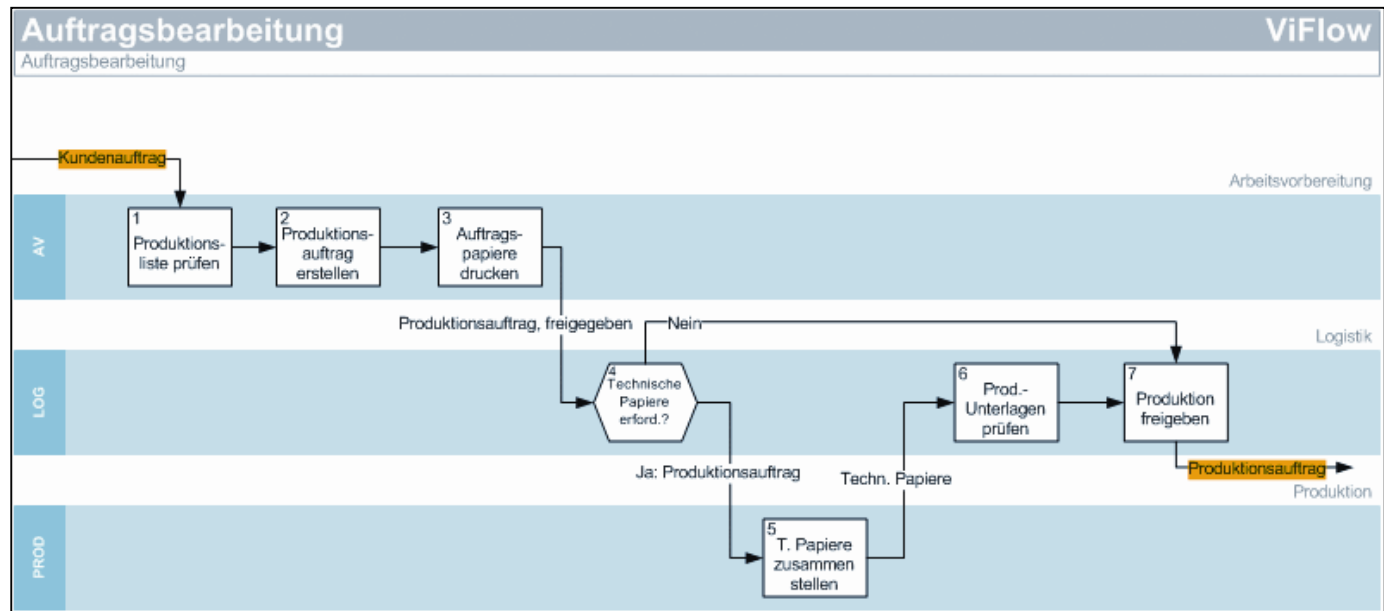 Auftragsbearbeitung
ViFlow
Auftragsbearbeitung
Kundenauftrag
Arbeitsvorbereitung
AV
1
Produktions-
liste prüfen
2
Produktions-
auftrag
erstellen
3
Auftrags-
papiere
drucken
Produktionsauftrag, freigegeben
Nein
Logistik
LOG
4
Technische
Papiere
erford.?
6
Prod.-
Unterlagen
prüfen
7
Produktion
freigeben
Ja: Produktionsauftrag
Techn. Papiere
Produktionsauftrag
Produktion
PROD
5
T. Papiere
zusammen
stellen